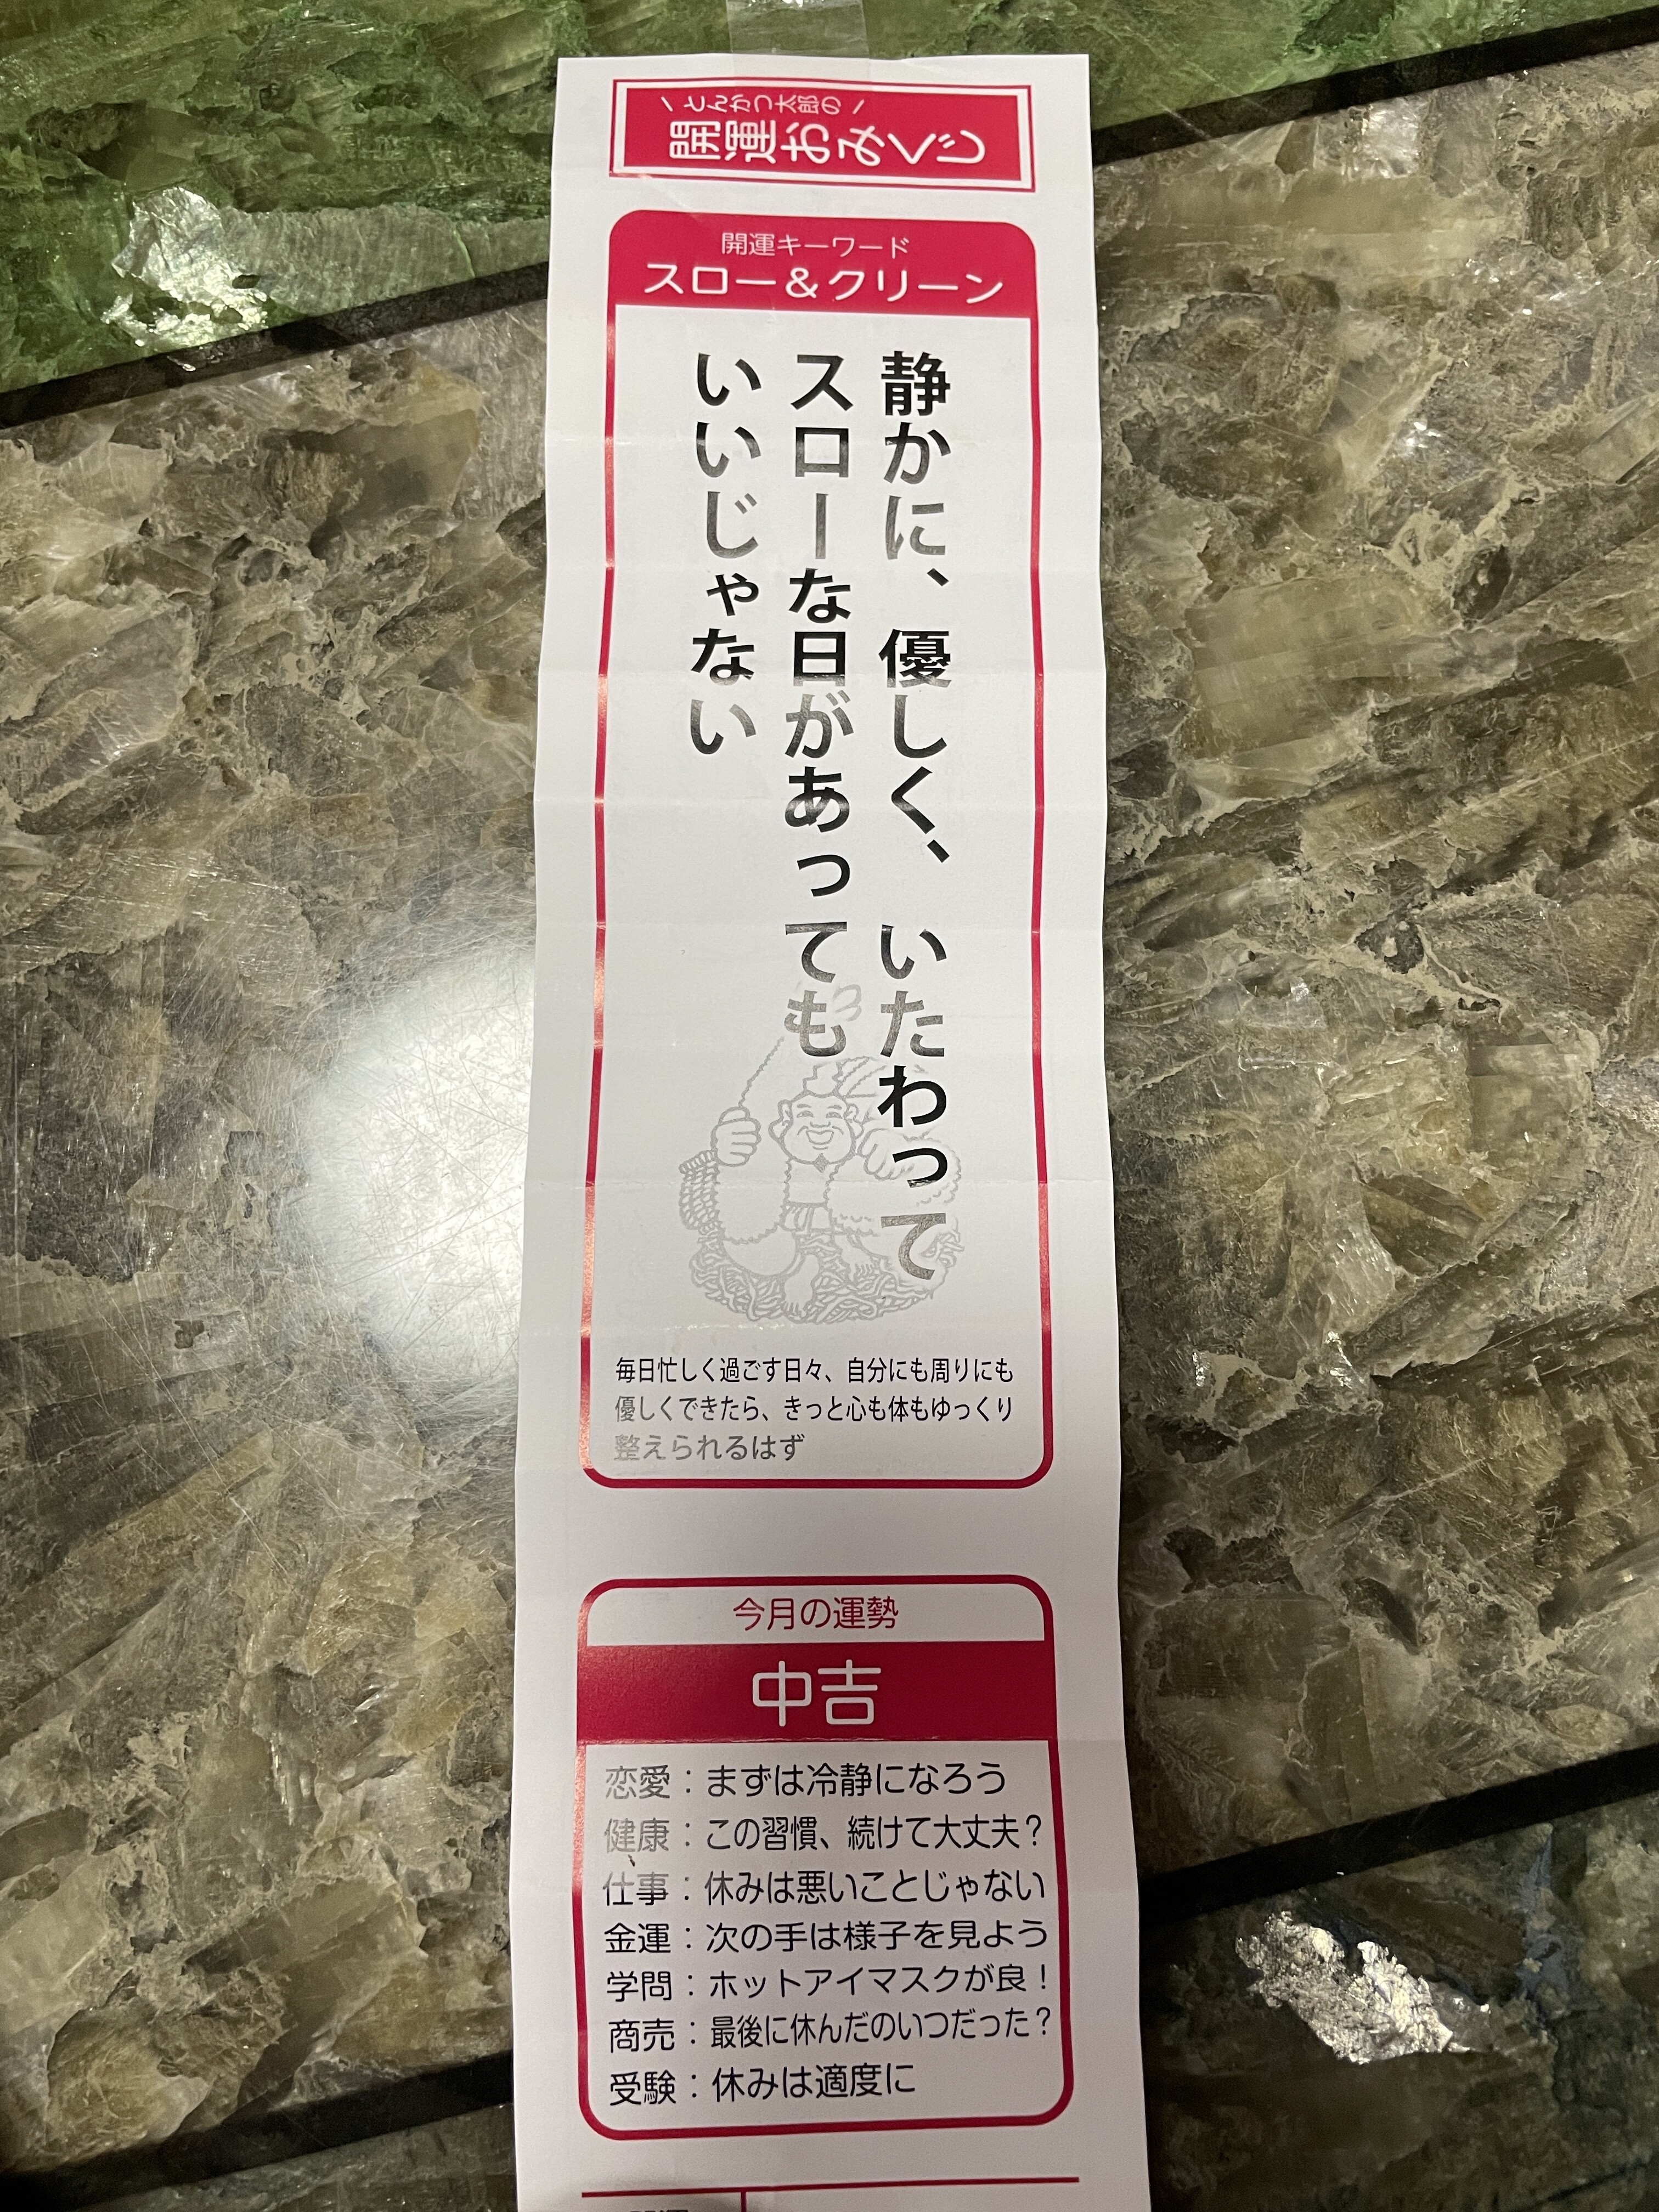 とんかつ太郎の
開運おみくじ
開運キーワード
スロー&クリーン
静かに、優しく、いたわって
スローな日があっても
いいじゃない
毎日忙しく過ごす日々、自分にも周りにも
優しくできたら、きっと心も体もゆっくり
整えられるはず
今月の運勢
中吉
恋愛：まずは冷静になろう
健康：この習慣、続けて大丈夫？
仕事：休みは悪いことじゃない
金運：次の手は様子を見よう
学問：ホットアイマスクが良！
商売：最後に休んだのいつだった？
受験：休みは適度に